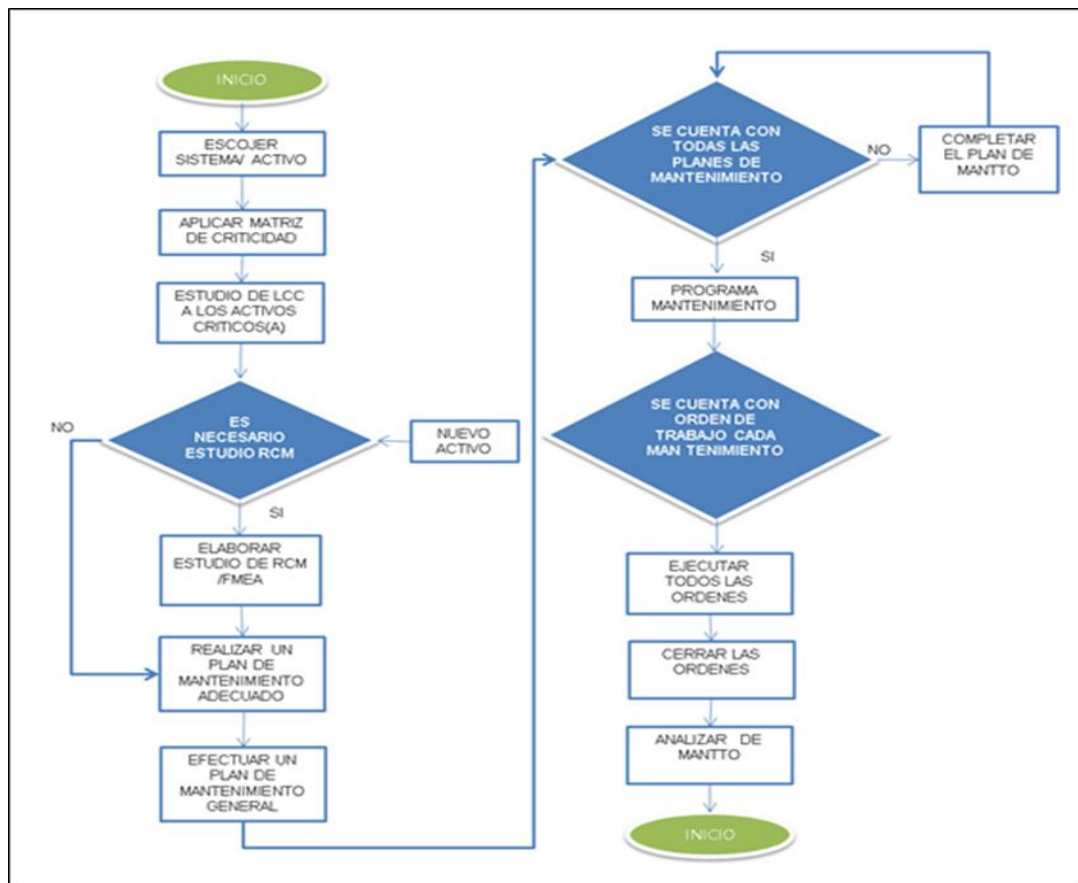 INICIO
ESCOJER
SISTEMA/ ACTIVO
APLICAR MATRIZ
DE CRITICIDAD
ESTUDIO DE LCC
A LOS ACTIVOS
CRITICOS(A)
NO
ES
NECESARIO
ESTUDIO RCM
NUEVO
ACTIVO
SI
ELABORAR
ESTUDIO DE RCM
/FMEA
REALIZAR UN
PLAN DE
MANTENIMIENTO
ADECUADO
EFECTUAR UN
PLAN DE
MANTENIMIENTO
GENERAL
SE CUENTA CON
TODAS LAS
PLANES DE
MANTENIMIENTO
NO
COMPLETAR
EL PLAN DE
MANTTO
SI
PROGRAMA
MANTENIMIENTO
SE CUENTA CON
ORDEN DE
TRABAJO CADA
MAN TENIMIENTO
EJECUTAR
TODOS LAS
ORDENES
CERRAR LAS
ORDENES
ANALIZAR DE
MANTTO
INICIO